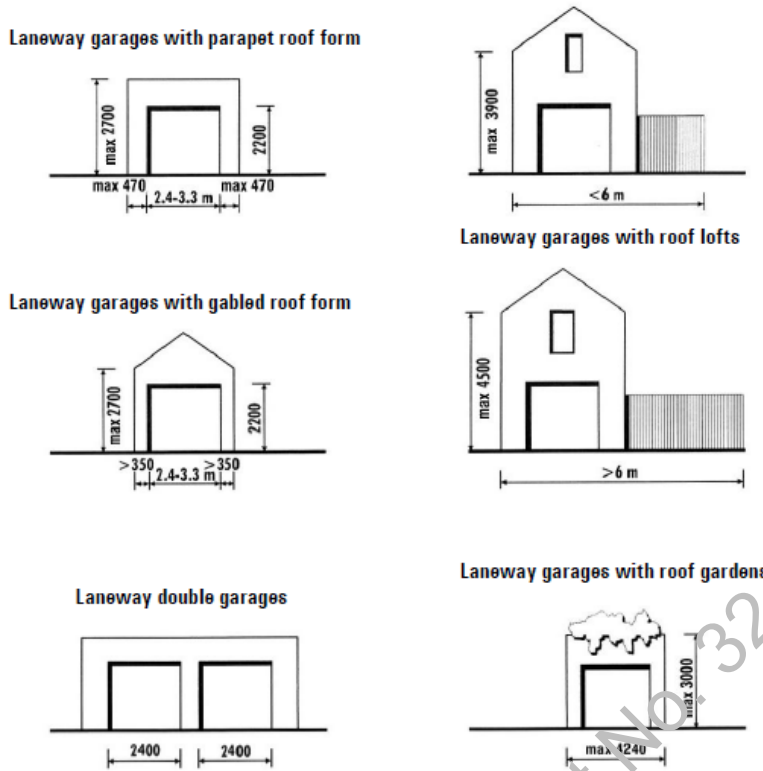 Laneway garages with parapet roof form
max 2700
2200
max 470
max 470
2.4-3.3 m
max 3900
<6 m
Laneway garages with roof lofts
Laneway garages with gabled roof form
max 2700
2200
>350
>350
2.4-3.3 m
max 4500
>6 m
Laneway double garages
2400
2400
Laneway garages with roof gardens
max 3000
max 4240
No. 32